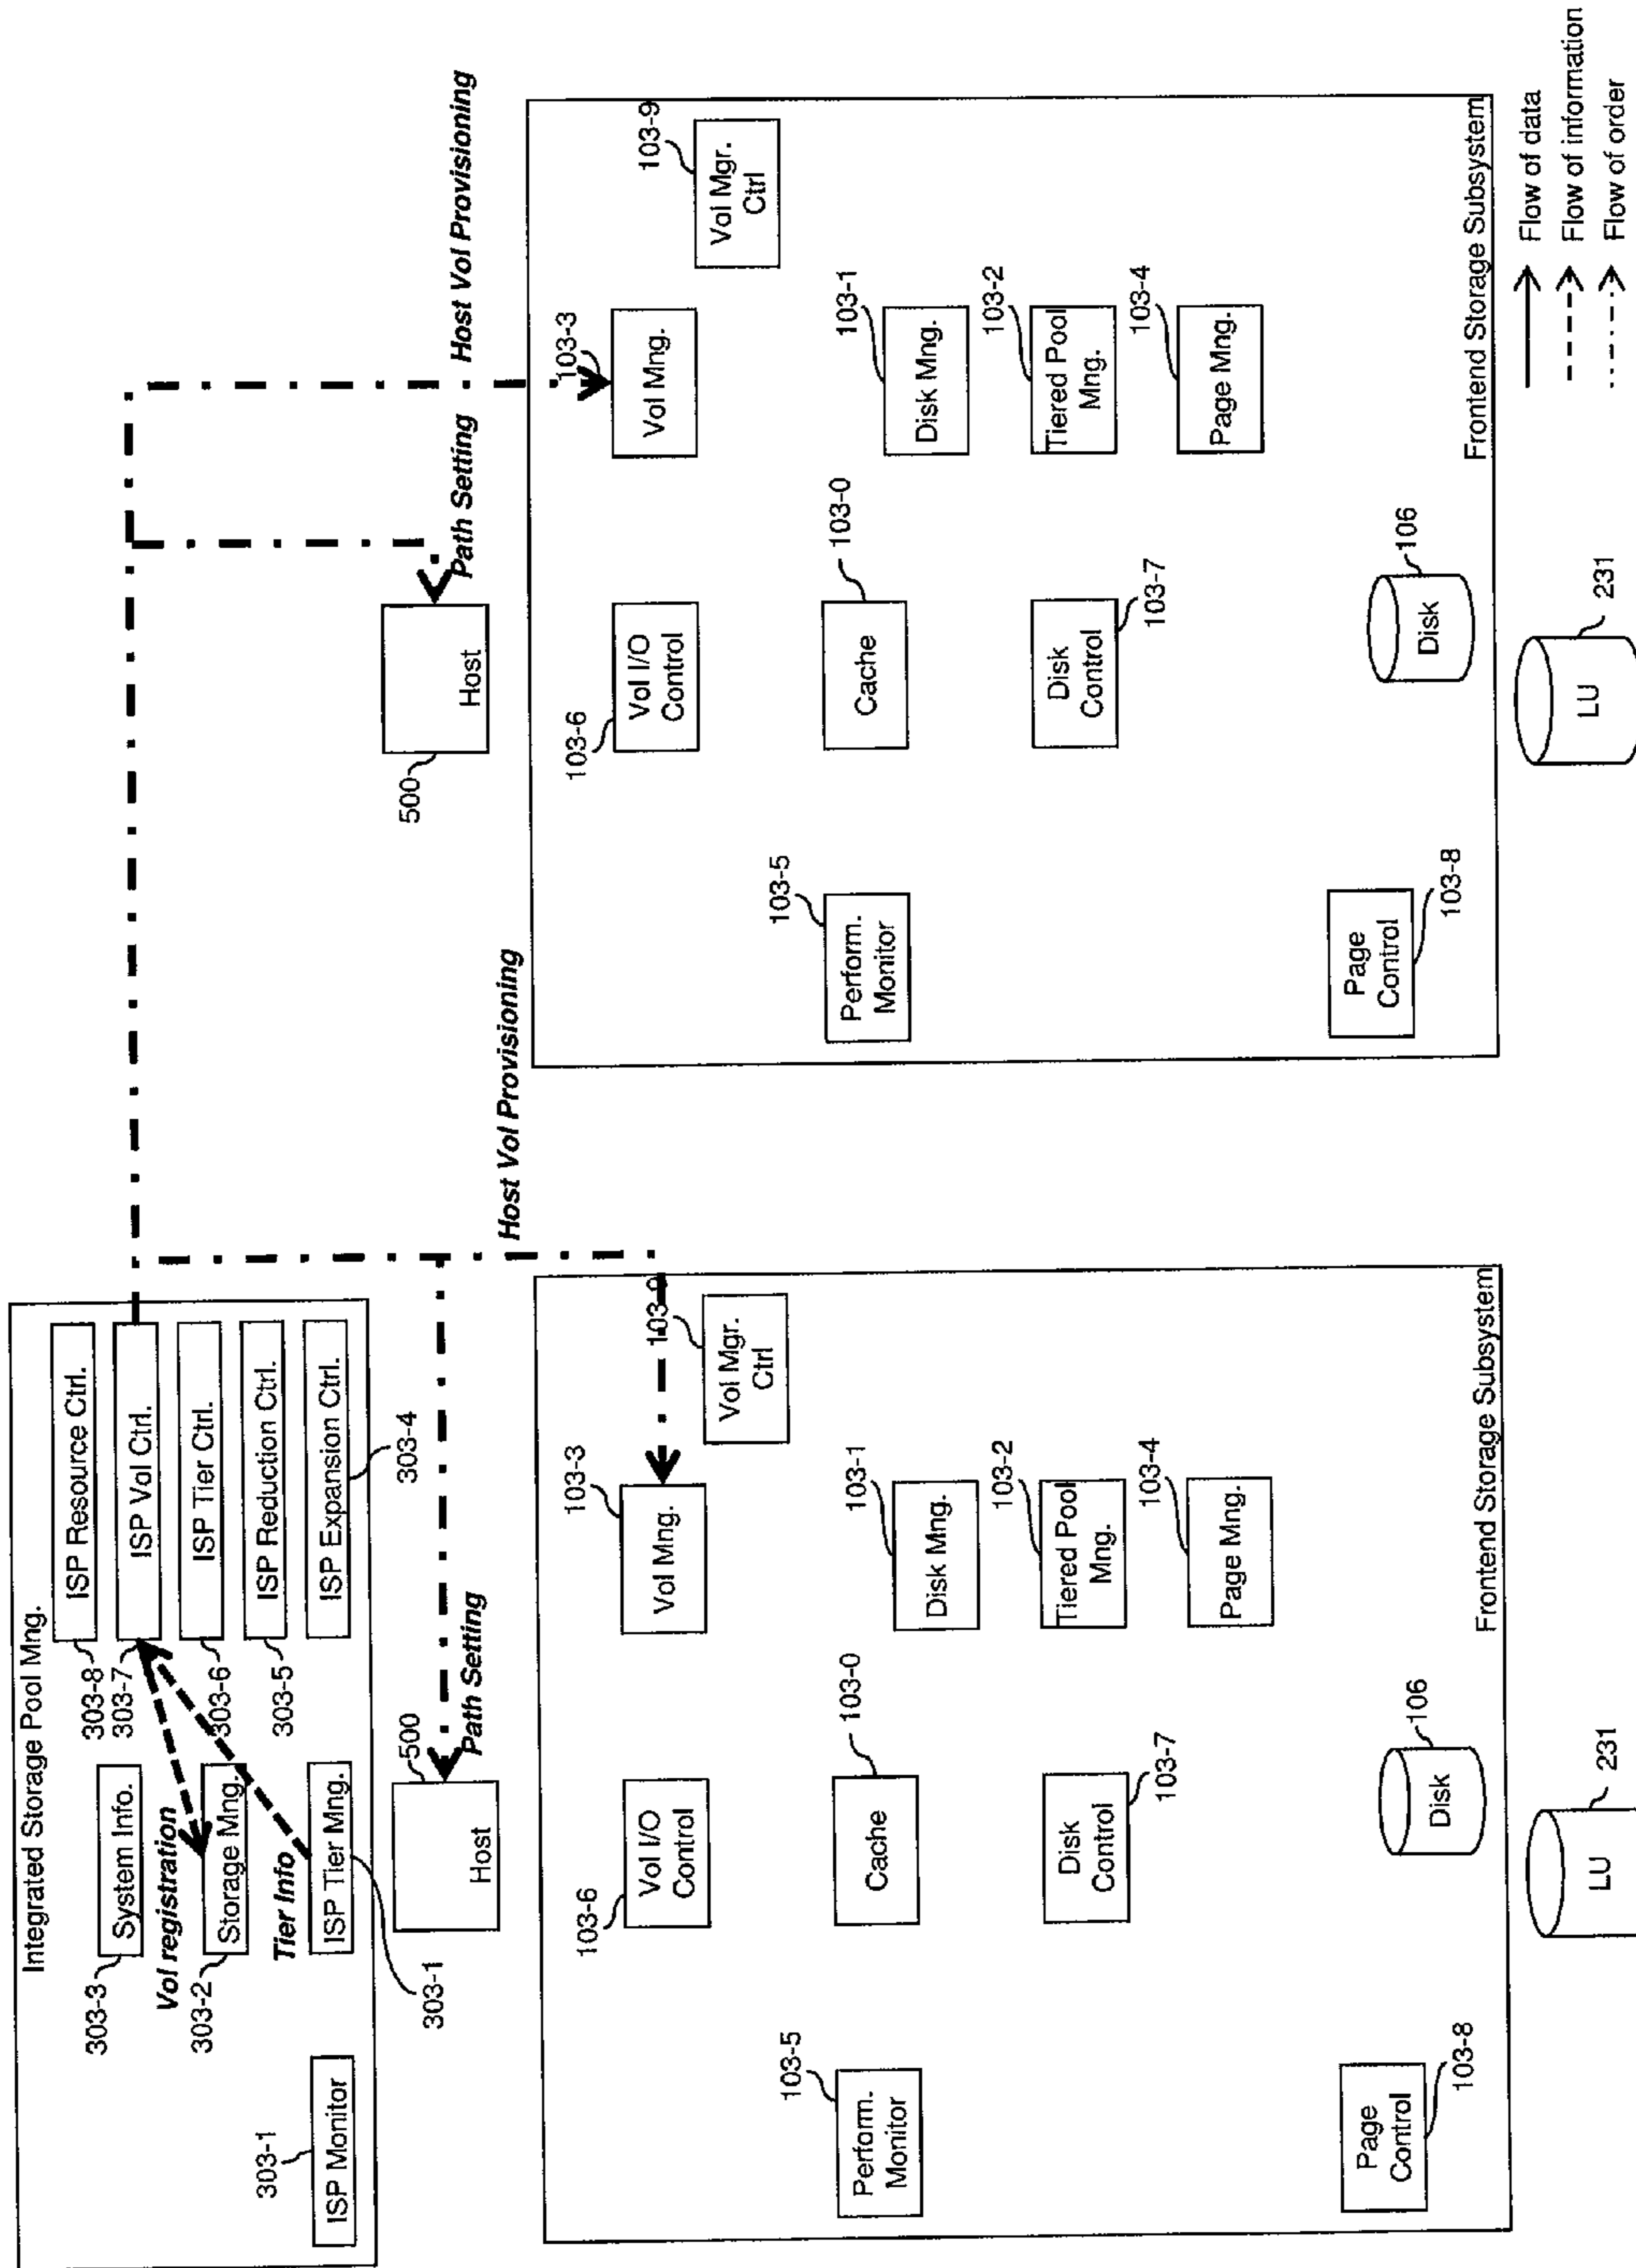 Integrated Storage Pool Mng.
303-3
System Info.
303-8
ISP Resource Ctrl.
Vol registration
303-7
ISP Vol Ctrl.
303-2
Storage Mng.
303-6
ISP Tier Ctrl.
Tier Info
303-5
ISP Reduction Ctrl.
303-1
ISP Monitor
ISP Tier Mng.
303-1
ISP Expansion Ctrl.
303-4
500
Host
Path Setting
Host Vol Provisioning
103-6
Vol I/O
Control
103-3
Vol Mng.
103-9
Vol Mgr.
Ctrl
103-5
Perform.
Monitor
103-0
Cache
103-1
Disk Mng.
Disk
Control
103-7
103-2
Tiered Pool
Mng.
103-4
Page Mng.
Page
Control
103-8
106
Disk
Frontend Storage Subsystem
231
LU
500
Host
Path Setting
Host Vol Provisioning
103-6
Vol I/O
Control
103-3
Vol Mng.
103-9
Vol Mgr.
Ctrl
103-5
Perform.
Monitor
103-0
Cache
103-1
Disk Mng.
Disk
Control
103-7
103-2
Tiered Pool
Mng.
103-4
Page Mng.
Page
Control
103-8
106
Disk
Frontend Storage Subsystem
231
LU
Flow of data
Flow of information
Flow of order